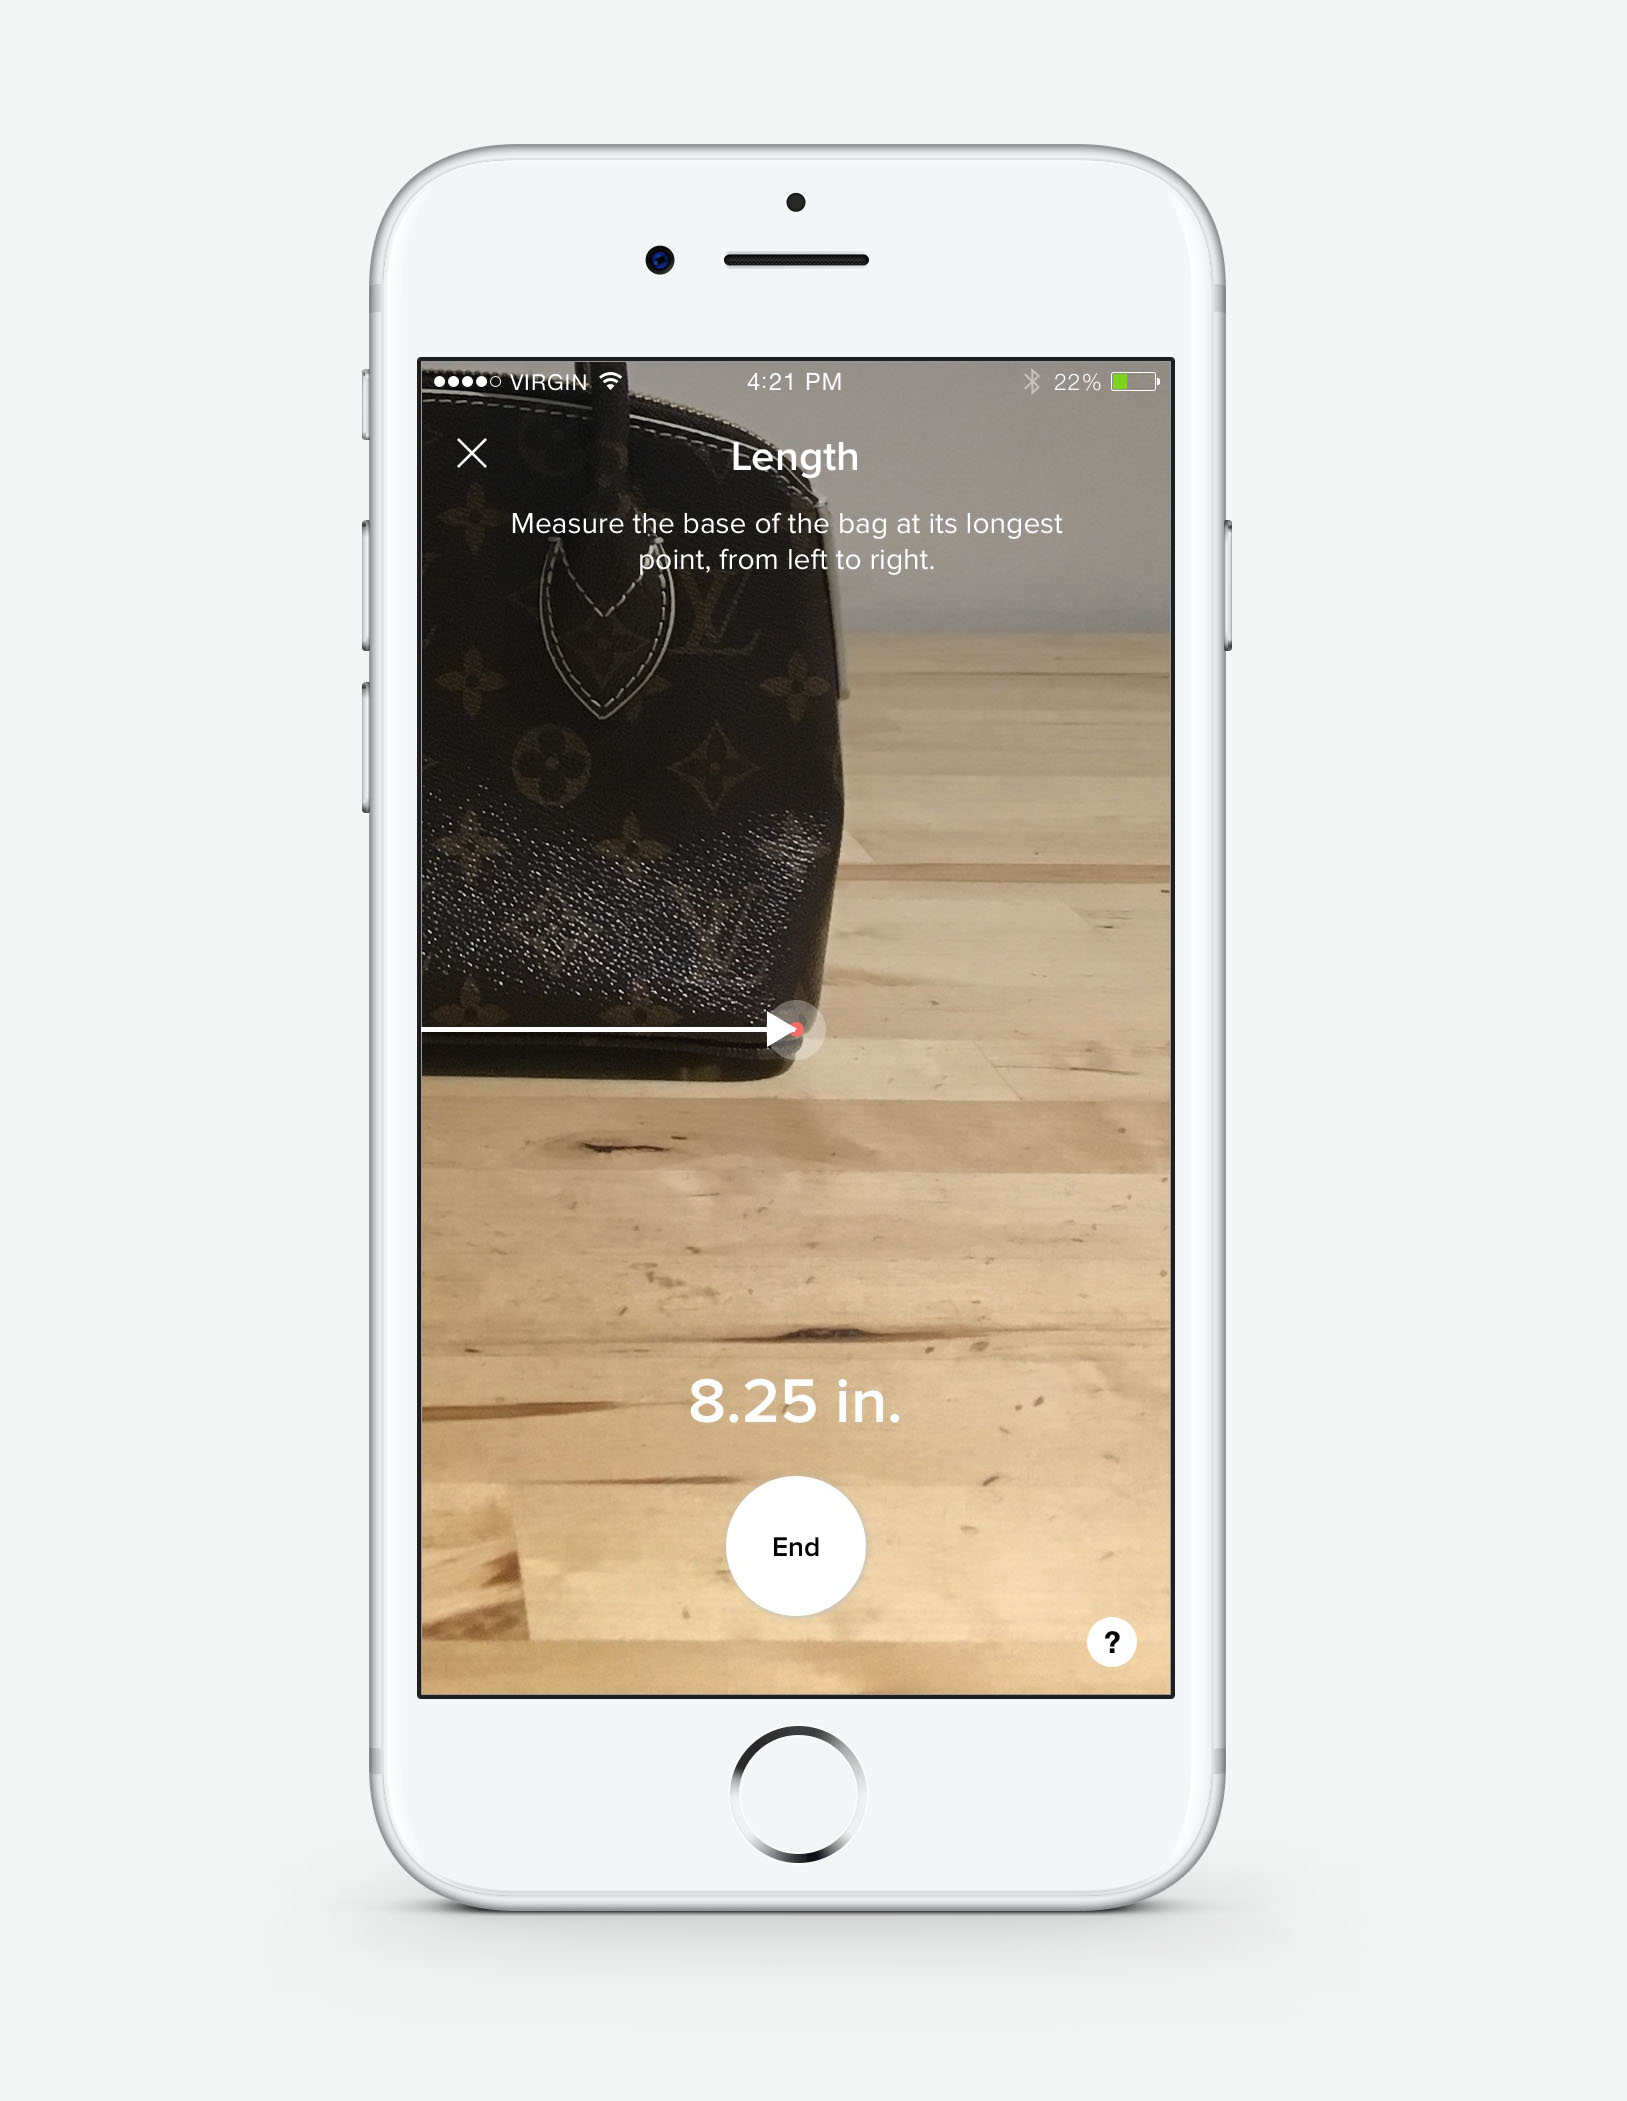 VIRGIN 4:21 PM 22%
Length
Measure the base of the bag at its longest
point, from left to right.
8.25 in.
End
?